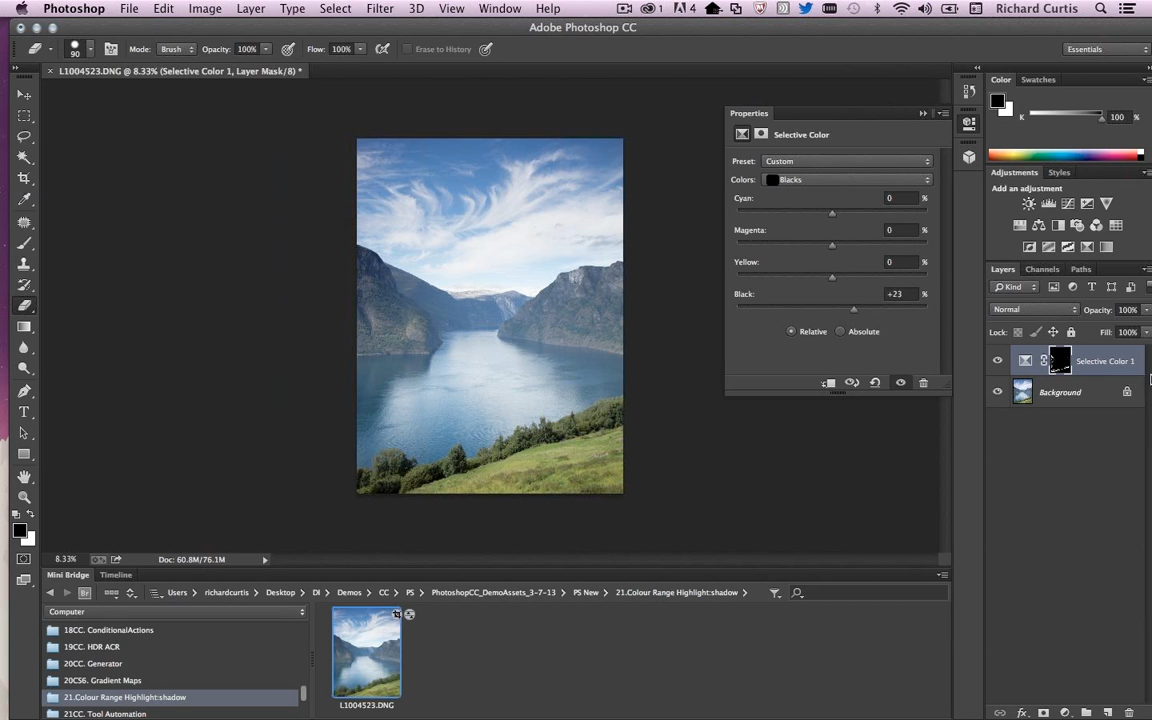 Photoshop File Edit Image Layer Type Select Filter 3D View Window Help 1 4 Richard Curtis
Adobe Photoshop CC
90 Mode: Brush Opacity: 100% Flow: 100% Erase to History Essentials
L1004523.DNG @ 8.33% (Selective Color 1, Layer Mask/8) *
Color Swatches
K 100 %
Properties
Selective Color
Preset: Custom
Colors: Blacks
Cyan: 0 %
Magenta: 0 %
Yellow: 0 %
Black: +23 %
Relative Absolute
Adjustments Styles
Add an adjustment
Layers Channels Paths
Kind
Normal Opacity: 100%
Lock: Fill: 100%
Selective Color 1
Background
8.33% Doc: 60.8M/76.1M
Mini Bridge Timeline
Br Users richardcurtis Desktop DI Demos CC PS PhotoshopCC_DemoAssets_3-7-13 PS New 21.Colour Range Highlight:shadow
Computer
18CC. ConditionalActions
19CC. HDR ACR
20CC. Generator
20CS6. Gradient Maps
21.Colour Range Highlight:shadow
21CC. Tool Automation
L1004523.DNG